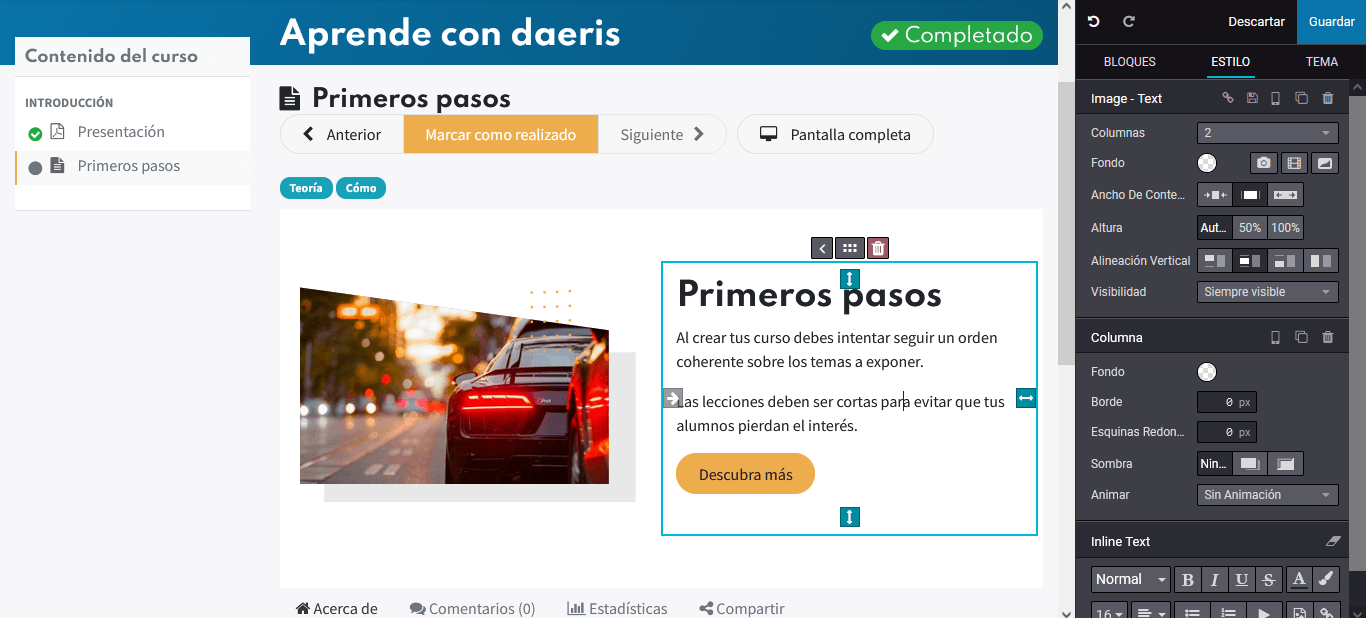 Aprende con daeris
Completado
Contenido del curso
INTRODUCCIÓN
Presentación
Primeros pasos
Primeros pasos
Anterior
Marcar como realizado
Siguiente
Pantalla completa
Teoría
Cómo
Primeros pasos
Al crear tus curso debes intentar seguir un orden
coherente sobre los temas a exponer.
Las lecciones deben ser cortas para evitar que tus
alumnos pierdan el interés.
Descubra más
Acerca de
Comentarios (0)
Estadísticas
Compartir
Descartar
Guardar
BLOQUES
ESTILO
TEMA
Image - Text
Columnas
2
Fondo
Ancho De Conte...
Altura
Aut...
50%
100%
Alineación Vertical
Visibilidad
Siempre visible
Columna
Fondo
Borde
0 px
Esquinas Redon...
0 px
Sombra
Nin...
Animar
Sin Animación
Inline Text
Normal
B
I
U
S
A
16